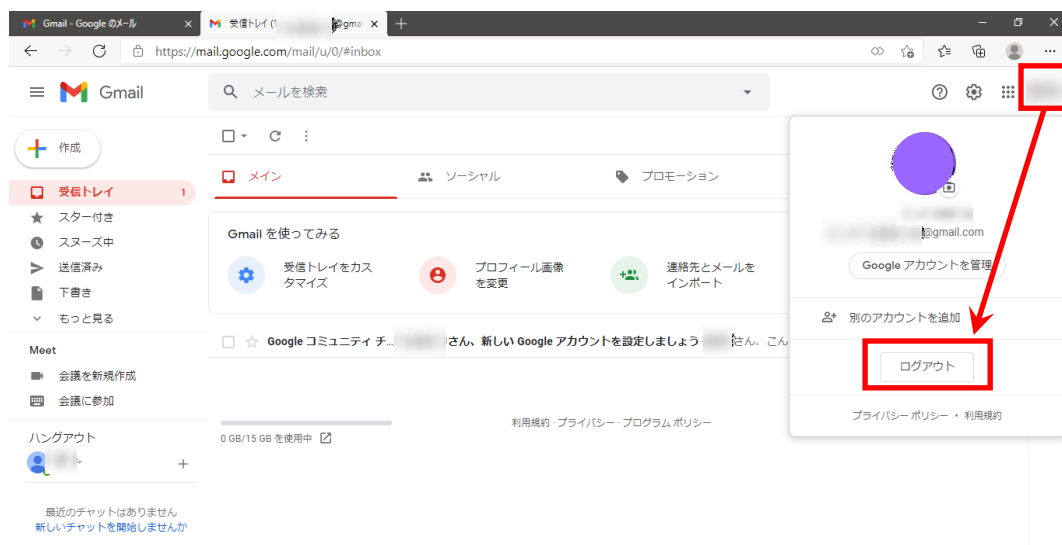 Gmail - Google のメール
受信トレイ (1 @gma
https://mail.google.com/mail/u/0/#inbox
Gmail
メールを検索
作成
受信トレイ 1
スター付き
スヌーズ中
送信済み
下書き
もっと見る
Meet
会議を新規作成
会議に参加
ハングアウト
最近のチャットはありません
新しいチャットを開始しませんか
メイン
ソーシャル
プロモーション
Gmail を使ってみる
受信トレイをカス
タマイズ
プロフィール画像
を変更
連絡先とメールを
インポート
Google コミュニティ チ... さん、新しい Google アカウントを設定しましょう さん、こん
利用規約 · プライバシー · プログラム ポリシー
0 GB/15 GB を使用中
@gmail.com
Google アカウントを管理
別のアカウントを追加
ログアウト
プライバシー ポリシー • 利用規約